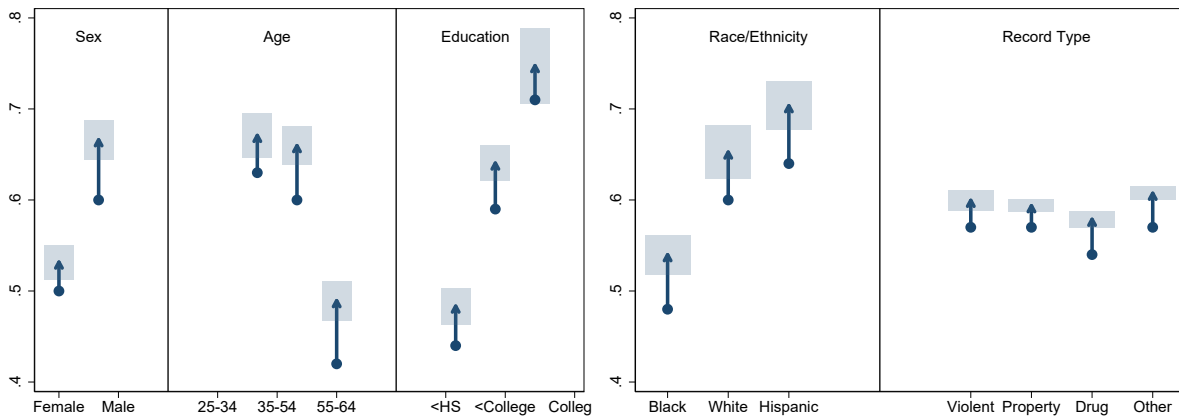 Sex Age Education
.4 .5 .6 .7 .8
Female Male 25-34 35-54 55-64 <HS <College Colleg
Race/Ethnicity Record Type
.4 .5 .6 .7 .8
Black White Hispanic Violent Property Drug Other